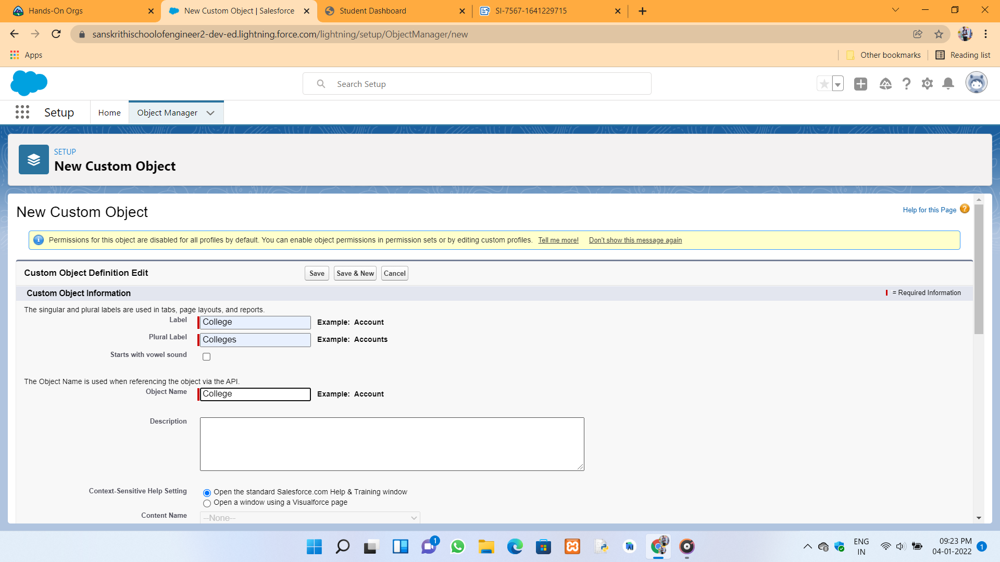 Hands-On Orgs
New Custom Object | Salesforce
Student Dashboard
SI-7567-1641229715
sanskrithischoolofengineer2-dev-ed.lightning.force.com/lightning/setup/ObjectManager/new
Apps
Other bookmarks
Reading list
Search Setup
Setup
Home
Object Manager
SETUP
New Custom Object
New Custom Object
Help for this Page
Permissions for this object are disabled for all profiles by default. You can enable object permissions in permission sets or by editing custom profiles. Tell me more! Don't show this message again
Custom Object Definition Edit
Save
Save & New
Cancel
Custom Object Information
= Required Information
The singular and plural labels are used in tabs, page layouts, and reports.
Label
College
Example: Account
Plural Label
Colleges
Example: Accounts
Starts with vowel sound
The Object Name is used when referencing the object via the API.
Object Name
College
Example: Account
Description
Context-Sensitive Help Setting
Open the standard Salesforce.com Help & Training window
Open a window using a Visualforce page
Content Name
--None--
1
ENG
IN
09:23 PM
04-01-2022
1